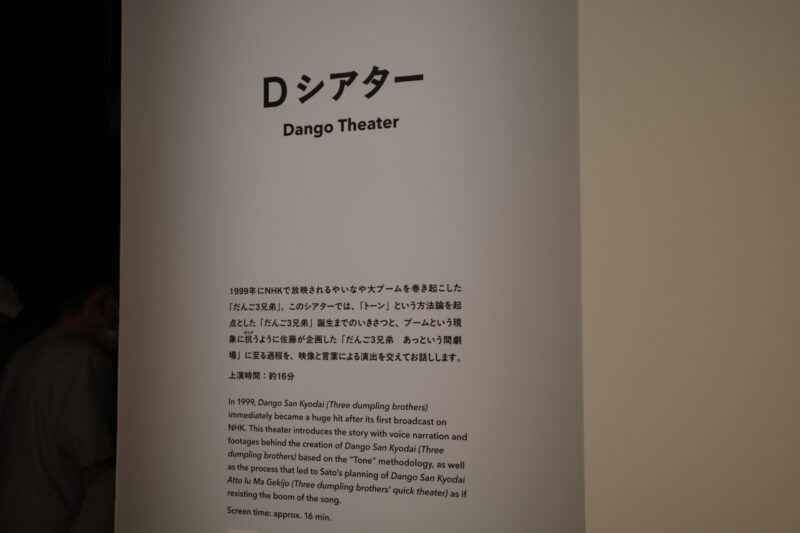 Dシアター
Dango Theater
1999年にNHKで放映されるやいなや大ブームを巻き起こした
「だんご3兄弟」。このシアターでは、「トーン」という方法論を起
点とした「だんご3兄弟」誕生までのいきさつと、ブームという現
象に抗うように佐藤が企画した「だんご3兄弟　あっという間劇
場」に至る過程を、映像と言葉による演出を交えてお話しします。
上演時間：約16分
In 1999, Dango San Kyodai (Three dumpling brothers)
immediately became a huge hit after its first broadcast on
NHK. This theater introduces the story with voice narration and
footages behind the creation of Dango San Kyodai (Three
dumpling brothers) based on the "Tone" methodology, as well
as the process that led to Sato's planning of Dango San Kyodai
Atto Iu Ma Gekijo (Three dumpling brothers' quick theater) as if
resisting the boom of the song.
Screen time: approx. 16 min.